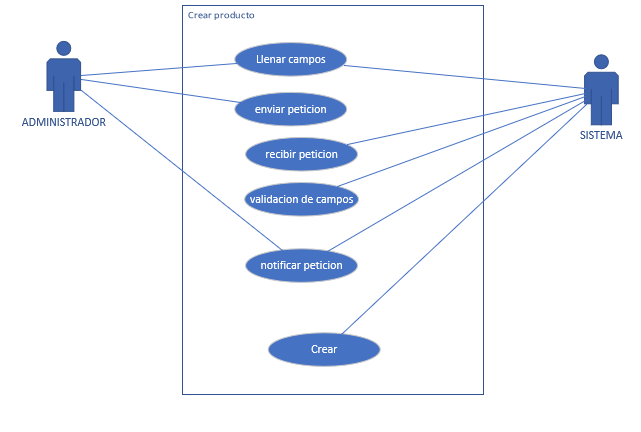 Crear producto
Llenar campos
enviar peticion
recibir peticion
validacion de campos
notificar peticion
Crear
ADMINISTRADOR
SISTEMA